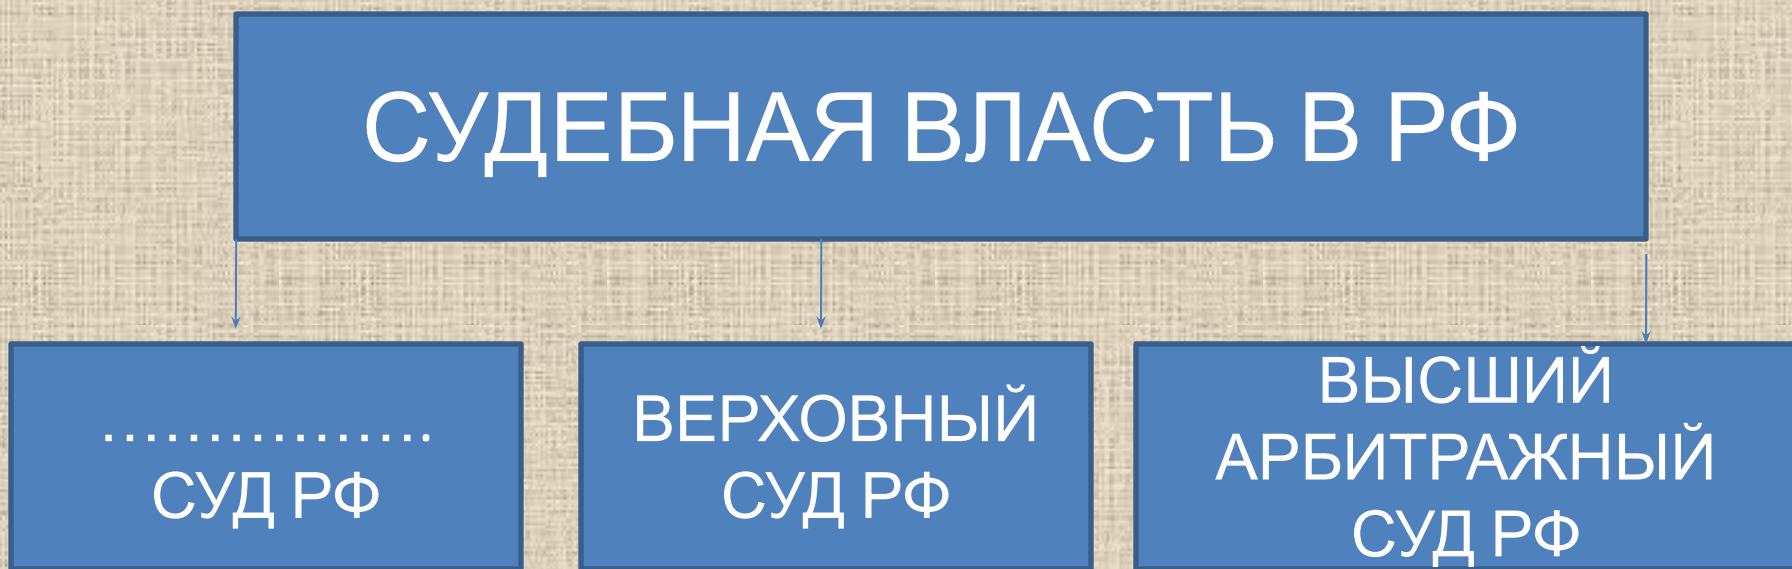 СУДЕБНАЯ ВЛАСТЬ В РФ
................
СУД РФ
ВЕРХОВНЫЙ
СУД РФ
ВЫСШИЙ
АРБИТРАЖНЫЙ
СУД РФ